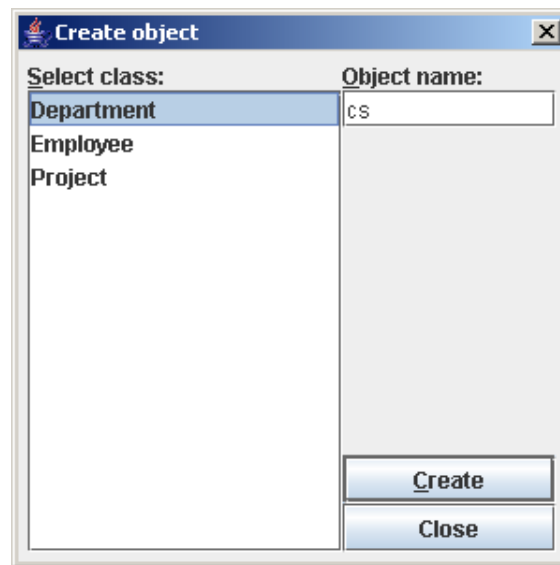 Create object
Select class:
Object name:
Department
cs
Employee
Project
Create
Close